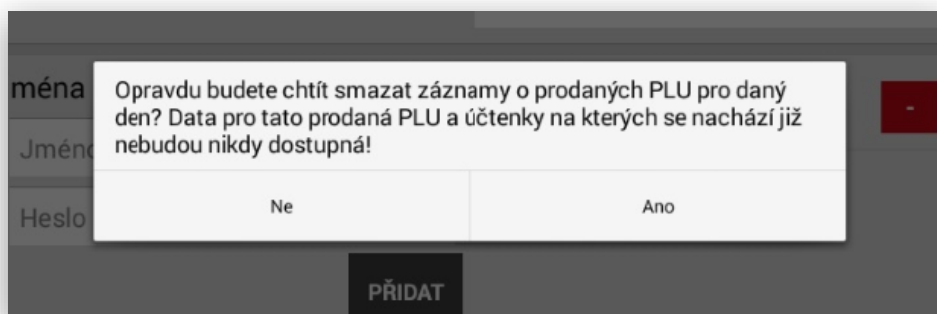 ména
Opravdu budete chtít smazat záznamy o prodaných PLU pro daný
den? Data pro tato prodaná PLU a účtenky na kterých se nachází již
nebudou nikdy dostupná!
-
Jméno
Heslo
Ne
Ano
PŘIDAT